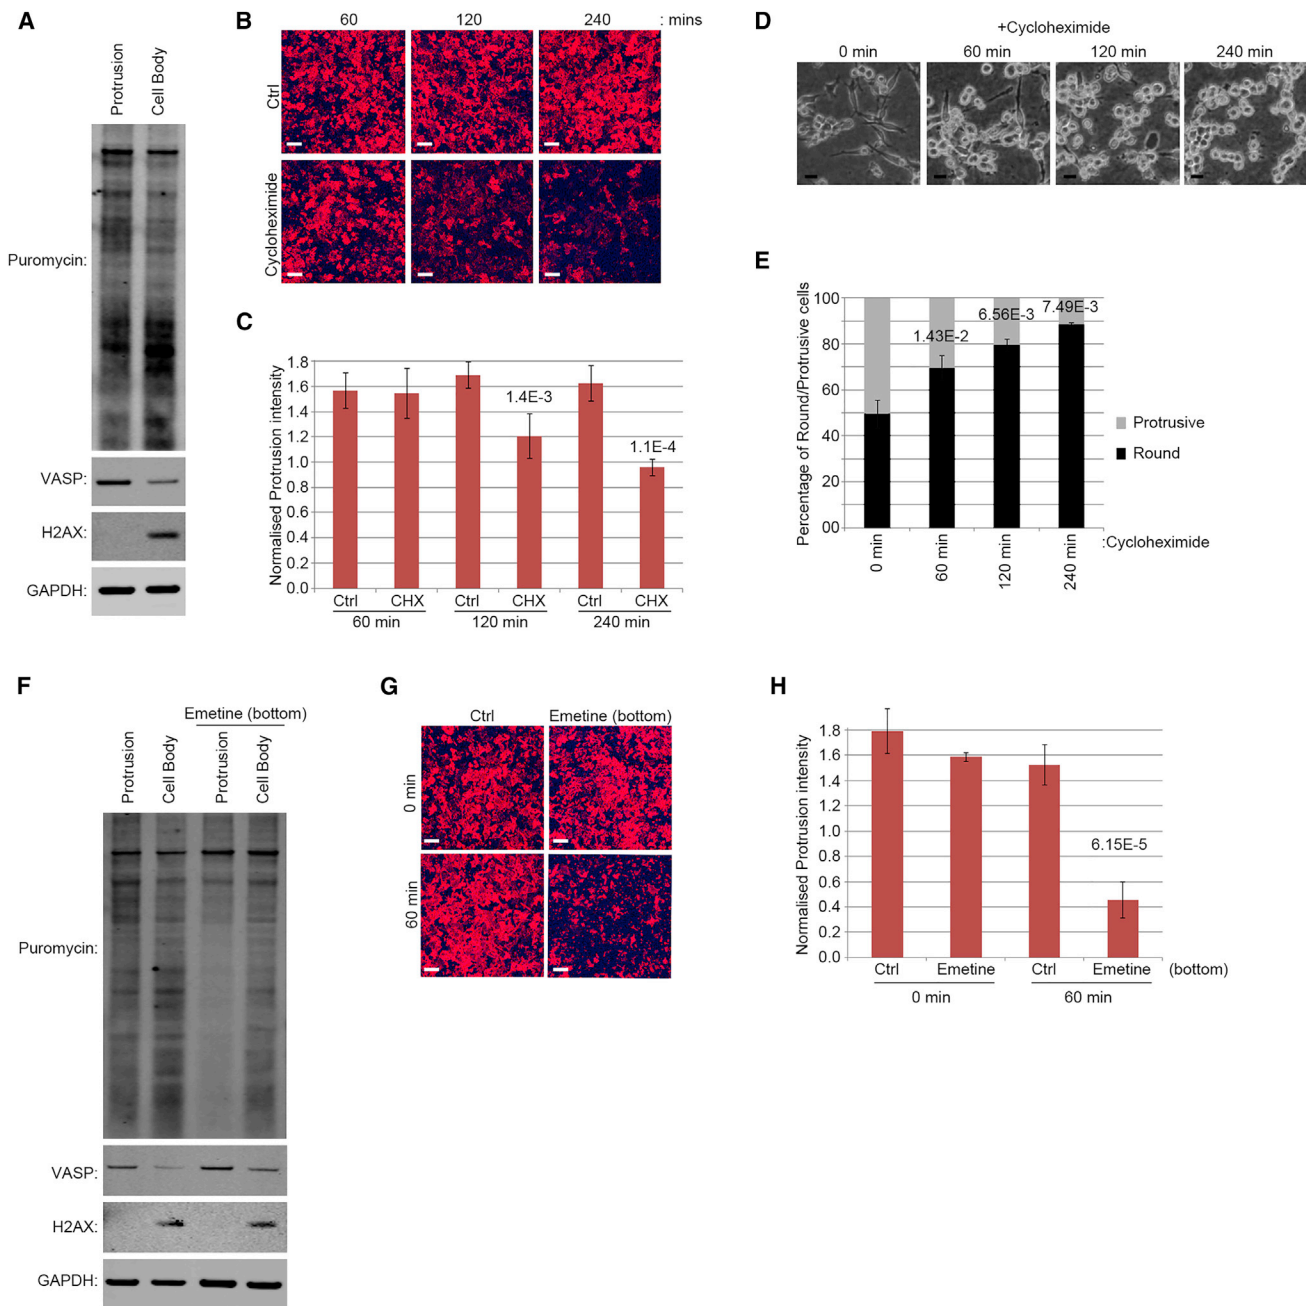 A
Protrusion
Cell Body
Puromycin:
VASP:
H2AX:
GAPDH:
B
60 120 240 : mins
Ctrl
Cycloheximide
C
Normalised Protrusion intensity
1.8
1.6
1.4
1.2
1.0
0.8
0.6
0.4
0.2
0.0
1.4E-3
1.1E-4
Ctrl CHX Ctrl CHX Ctrl CHX
60 min 120 min 240 min
D
+Cycloheximide
0 min 60 min 120 min 240 min
E
Percentage of Round/Protrusive cells
100
80
60
40
20
00
1.43E-2
6.56E-3
7.49E-3
Protrusive
Round
0 min
60 min
120 min
240 min
:Cycloheximide
F
Emetine (bottom)
Protrusion
Cell Body
Protrusion
Cell Body
Puromycin:
VASP:
H2AX:
GAPDH:
G
Ctrl Emetine (bottom)
0 min
60 min
H
Normalised Protrusion intensity
1.8
1.6
1.4
1.2
1.0
0.8
0.6
0.4
0.2
0.0
6.15E-5
Ctrl Emetine Ctrl Emetine (bottom)
0 min 60 min